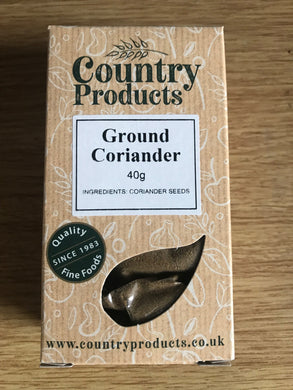 Country
Products
Ground
Coriander
40g
INGREDIENTS: CORIANDER SEEDS
Quality
SINCE 1983
Fine Foods
www.countryproducts.co.uk